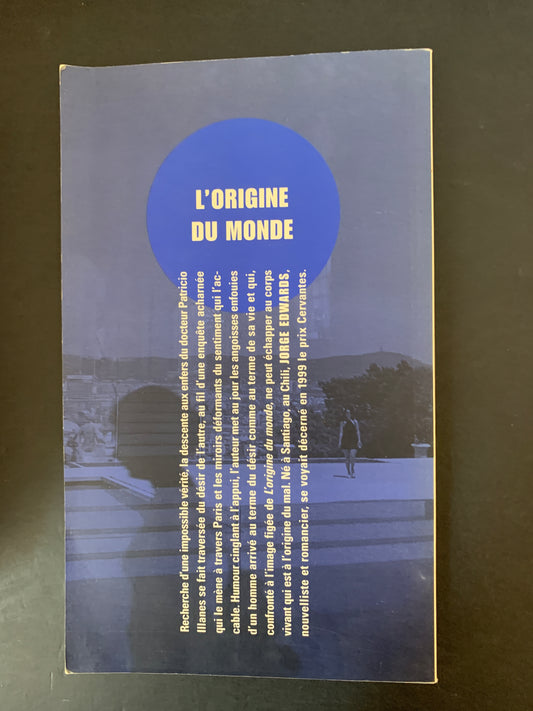 L'ORIGINE
DU MONDE
Recherche d'une impossible vérité, la descente aux enfers du docteur Patricio
Illanes se fait traversée du désir de l'autre, au fil d'une enquête acharnée
qui le mène à travers Paris et les miroirs déformants du sentiment qui l'ac-
cable. Humour cinglant à l'appui, l'auteur met au jour les angoisses enfouies
d'un homme arrivé au terme du désir comme au terme de sa vie et qui,
confronté à l'image figée de L'origine du monde, ne peut échapper au corps
vivant qui est à l'origine du mal. Né à Santiago, au Chili, JORGE EDWARDS,
nouvelliste et romancier, se voyait décerné en 1999 le prix Cervantes.